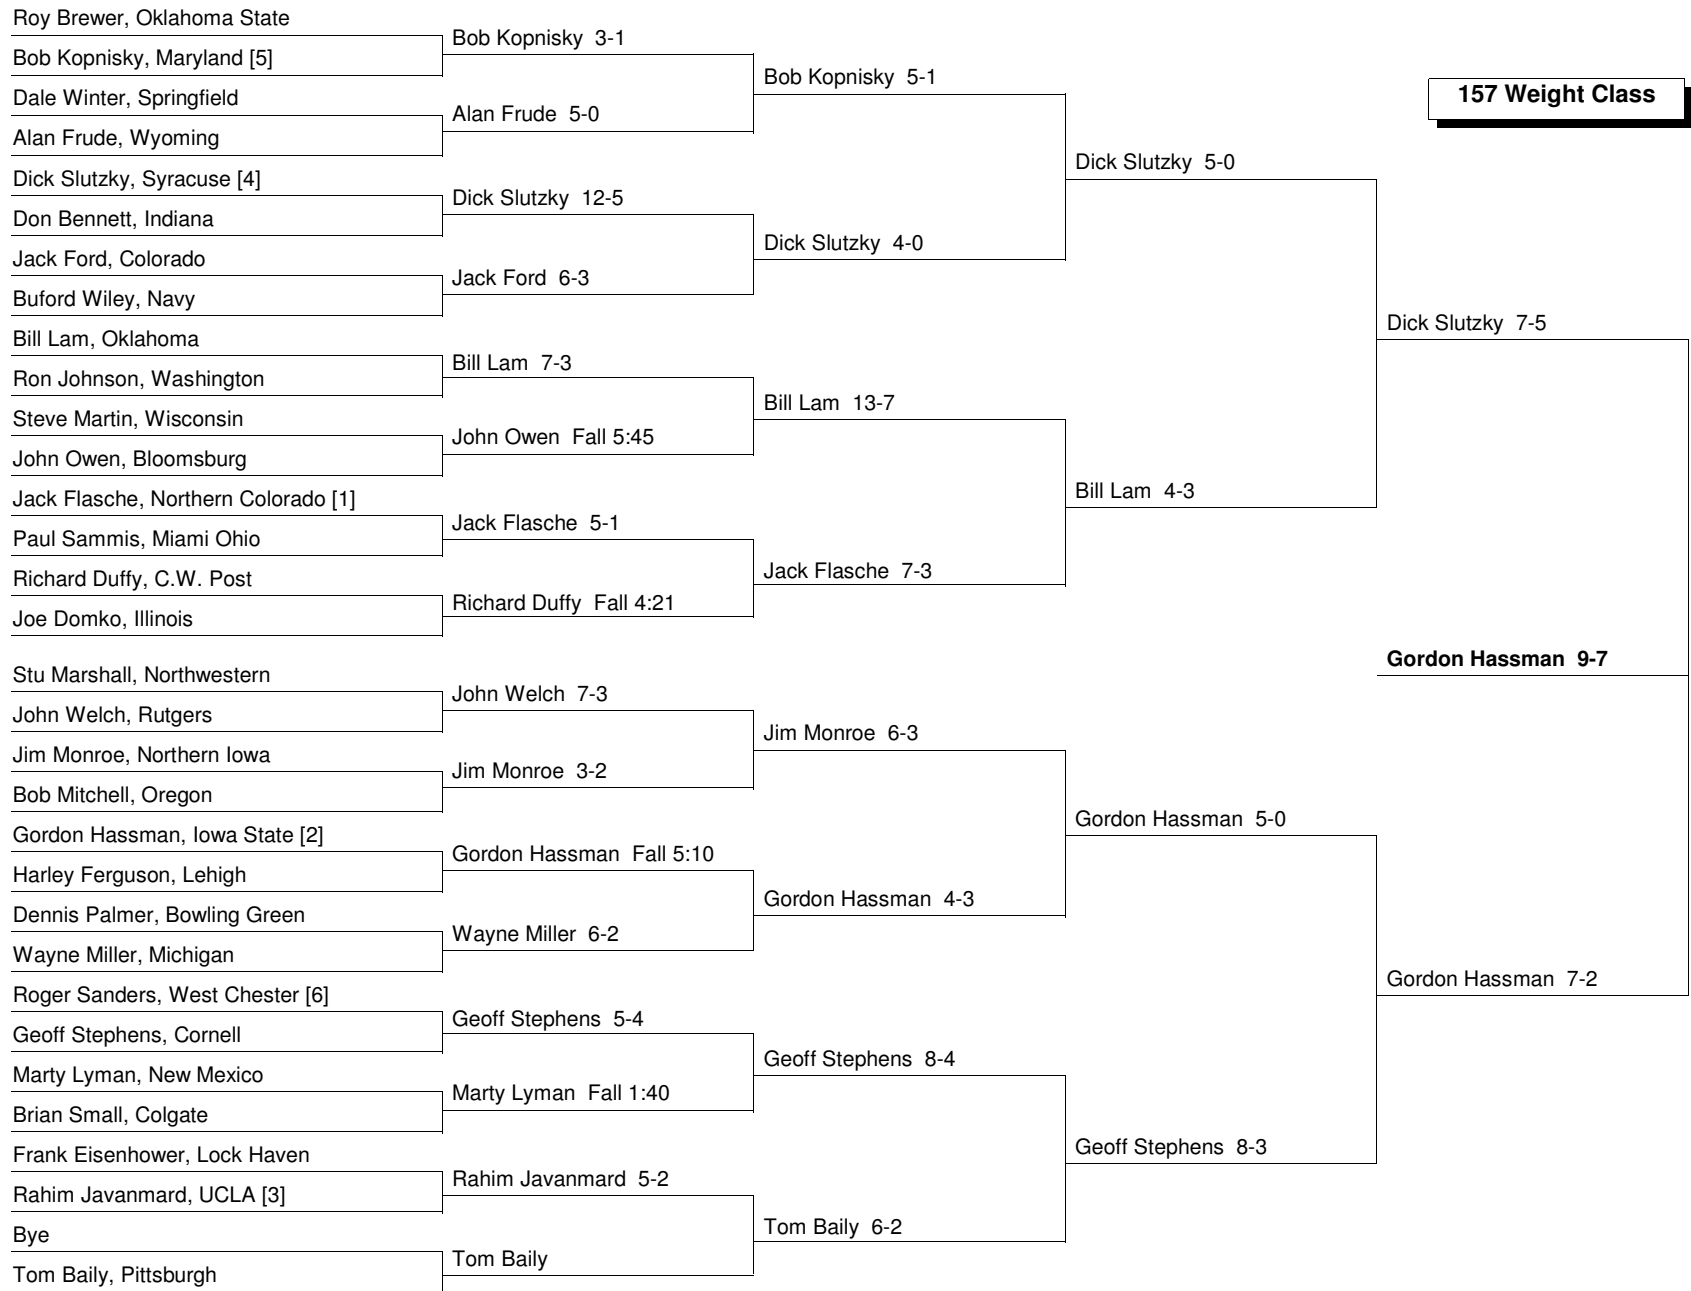 Roy Brewer, Oklahoma State
Bob Kopnisky, Maryland [5]
Dale Winter, Springfield
Alan Frude, Wyoming
Dick Slutzky, Syracuse [4]
Don Bennett, Indiana
Jack Ford, Colorado
Buford Wiley, Navy
Bill Lam, Oklahoma
Ron Johnson, Washington
Steve Martin, Wisconsin
John Owen, Bloomsburg
Jack Flasche, Northern Colorado [1]
Paul Sammis, Miami Ohio
Richard Duffy, C.W. Post
Joe Domko, Illinois
Stu Marshall, Northwestern
John Welch, Rutgers
Jim Monroe, Northern Iowa
Bob Mitchell, Oregon
Gordon Hassman, Iowa State [2]
Harley Ferguson, Lehigh
Dennis Palmer, Bowling Green
Wayne Miller, Michigan
Roger Sanders, West Chester [6]
Geoff Stephens, Cornell
Marty Lyman, New Mexico
Brian Small, Colgate
Frank Eisenhower, Lock Haven
Rahim Javanmard, UCLA [3]
Bye
Tom Baily, Pittsburgh
Bob Kopnisky 3-1
Alan Frude 5-0
Dick Slutzky 12-5
Jack Ford 6-3
Bill Lam 7-3
John Owen Fall 5:45
Jack Flasche 5-1
Richard Duffy Fall 4:21
John Welch 7-3
Jim Monroe 3-2
Gordon Hassman Fall 5:10
Wayne Miller 6-2
Geoff Stephens 5-4
Marty Lyman Fall 1:40
Rahim Javanmard 5-2
Tom Baily
Bob Kopnisky 5-1
Dick Slutzky 4-0
Bill Lam 13-7
Jack Flasche 7-3
Jim Monroe 6-3
Gordon Hassman 4-3
Geoff Stephens 8-4
Tom Baily 6-2
Dick Slutzky 5-0
Bill Lam 4-3
Gordon Hassman 5-0
Geoff Stephens 8-3
157 Weight Class
Dick Slutzky 7-5
Gordon Hassman 9-7
Gordon Hassman 7-2